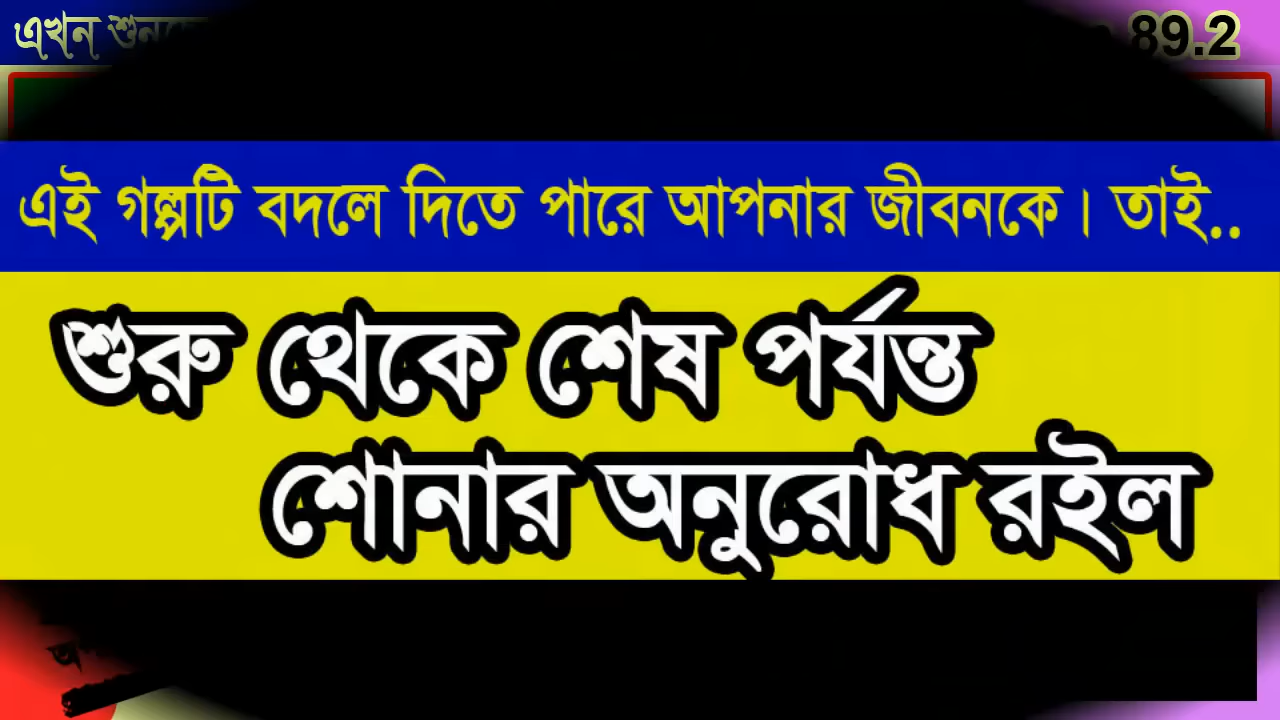 এখন 89.2
এই গল্পটি বদলে দিতে পারে আপনার জীবনকে। তাই..
শুরু থেকে শেষ পর্যন্ত
শোনার অনুরোধ রইল